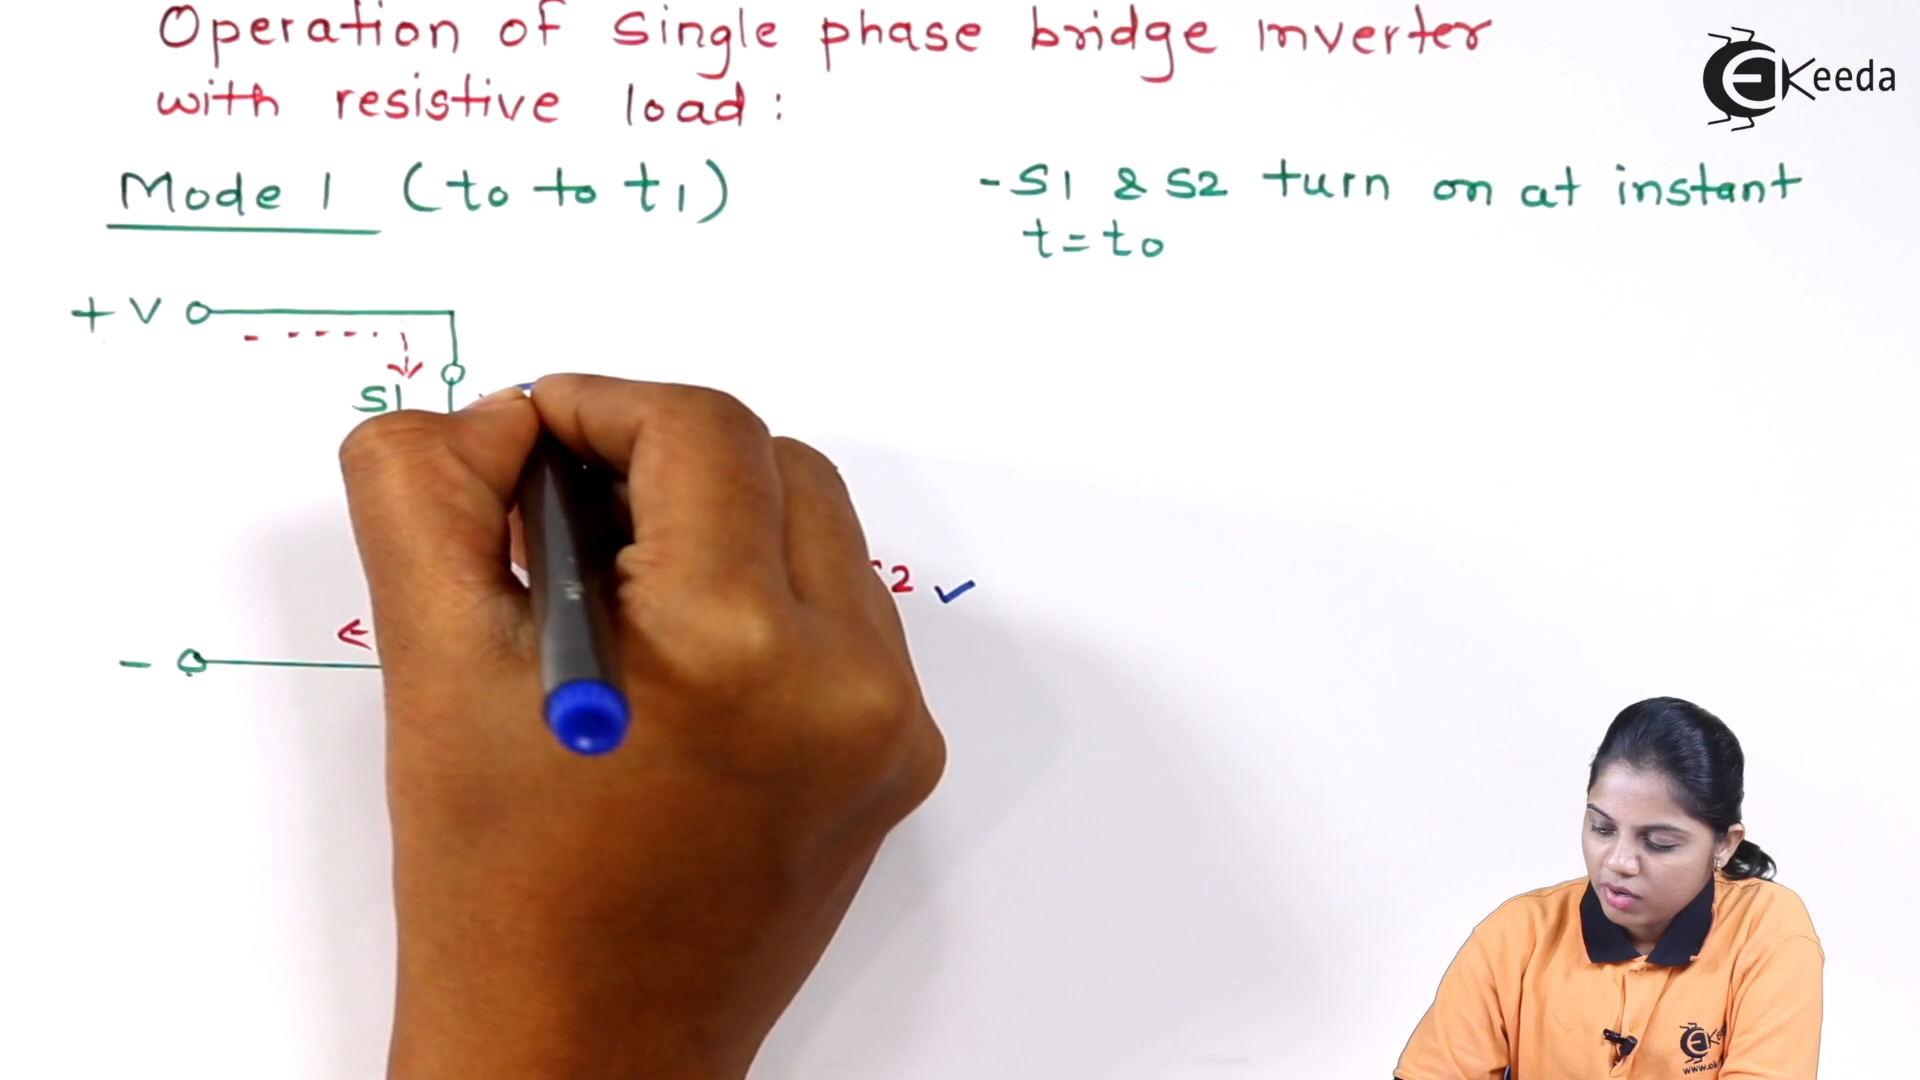 Operation of single phase bridge inverter
with resistive load :
Keeda
Mode 1 (to to t1)
- S1 & S2 turn on at instant
t = to
+ V
S1
2
-